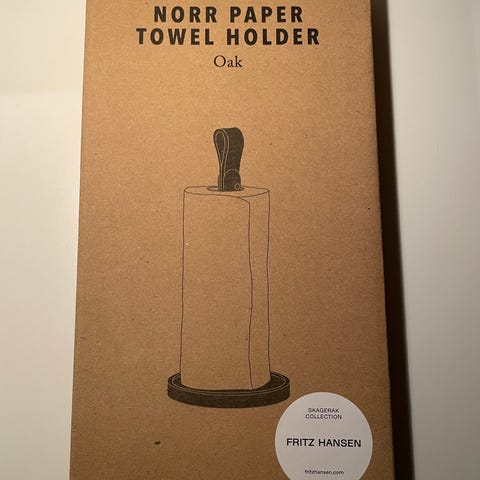 NORR PAPER
TOWEL HOLDER
Oak
SKAGERAK
COLLECTION
FRITZ HANSEN
fritzhansen.com